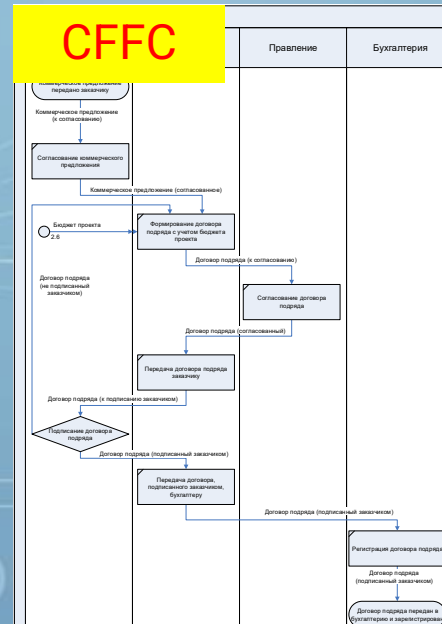 CFFC
Правление
Бухгалтерия
Коммерческое предложение
передано заказчику
Коммерческое предложение
(к согласованию)
Согласование коммерческого
предложения
Коммерческое предложение (согласованное)
Бюджет проекта
2.6
Формирование договора
подряда с учетом бюджета
проекта
Договор подряда (к согласованию)
Договор подряда
(не подписанный
заказчиком)
Согласование договора
подряда
Договор подряда (согласованный)
Передача договора подряда
заказчику
Договор подряда (к подписанию заказчиком)
Подписание договора
подряда
Договор подряда (подписанный заказчиком)
Передача договора,
подписанного заказчиком,
бухгалтеру
Договор подряда (подписанный заказчиком)
Регистрация договора подряда
Договор подряда
(подписанный заказчиком)
Договор подряда передан в
бухгалтерию и зарегистрирован